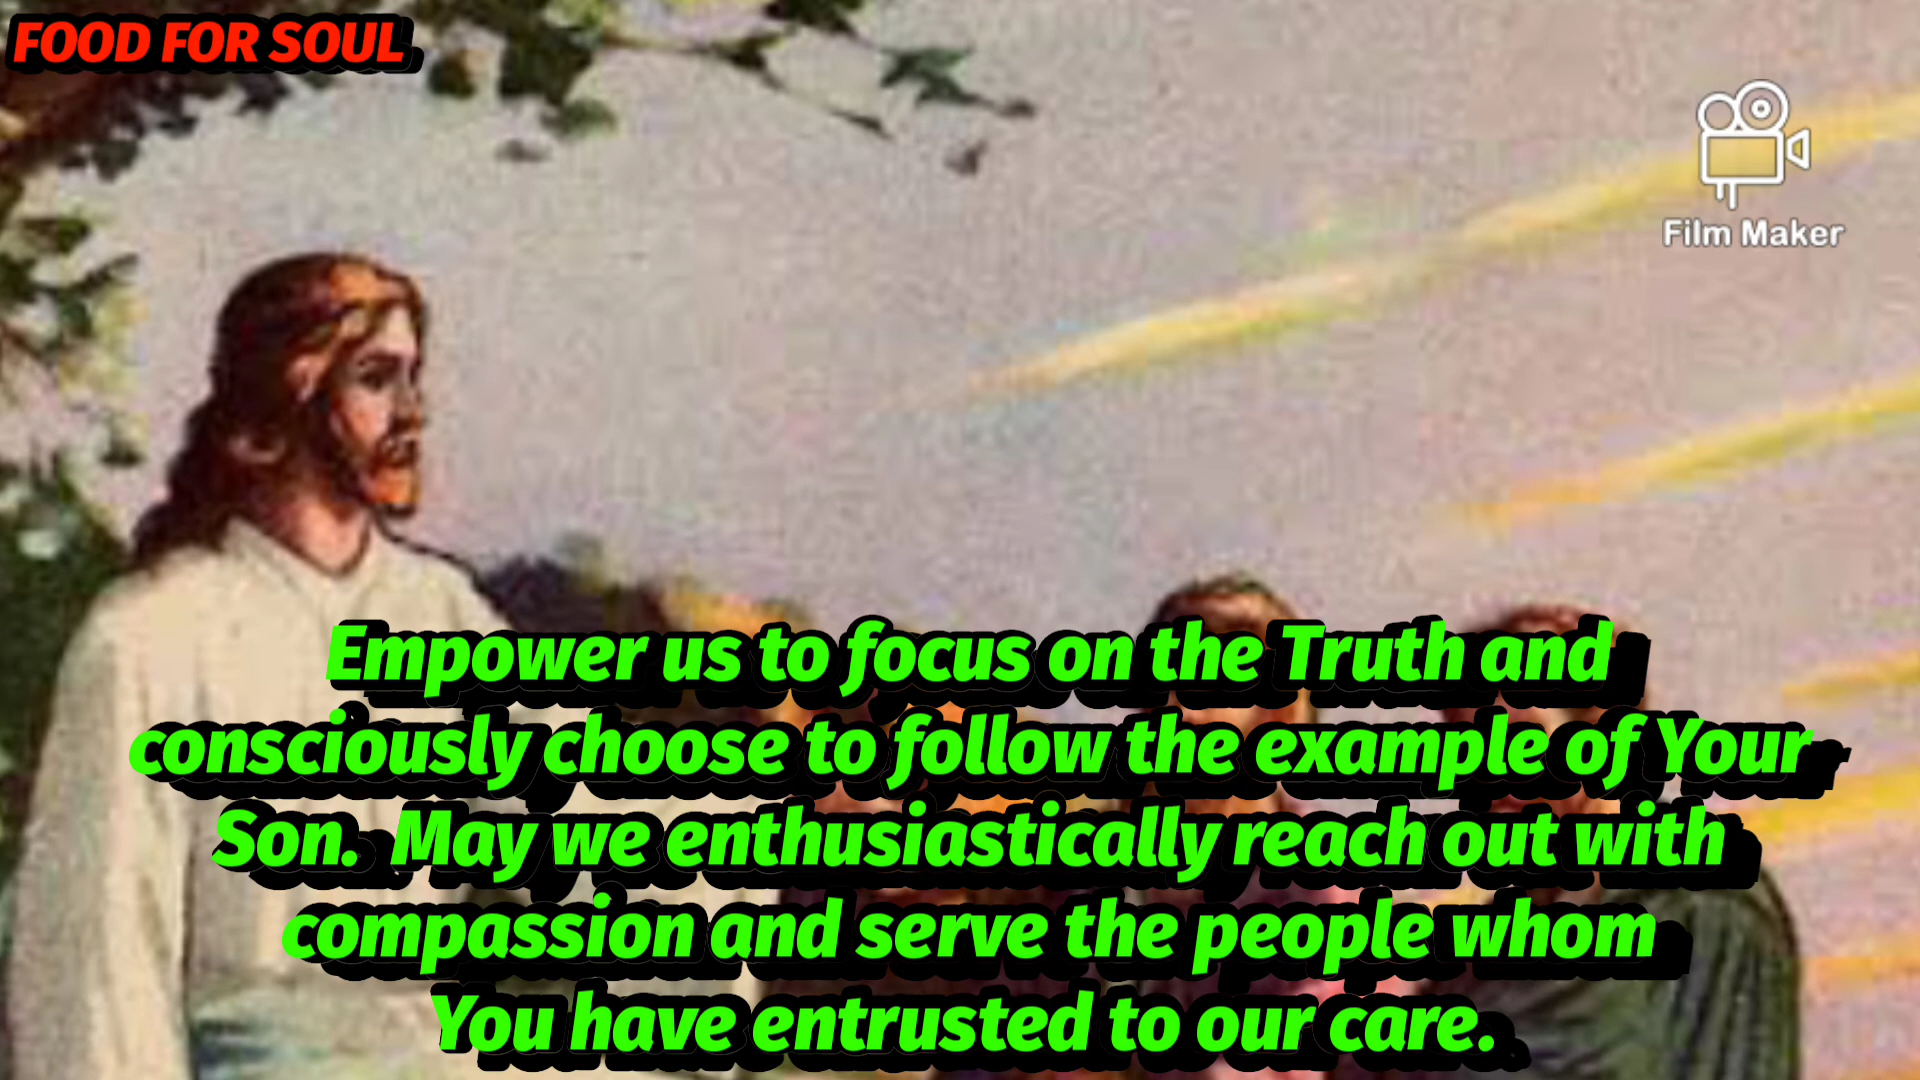 FOOD FOR SOUL
Film Maker
Empower us to focus on the Truth and
consciously choose to follow the example of Your
Son.  May we enthusiastically reach out with
compassion and serve the people whom
You have entrusted to our care.